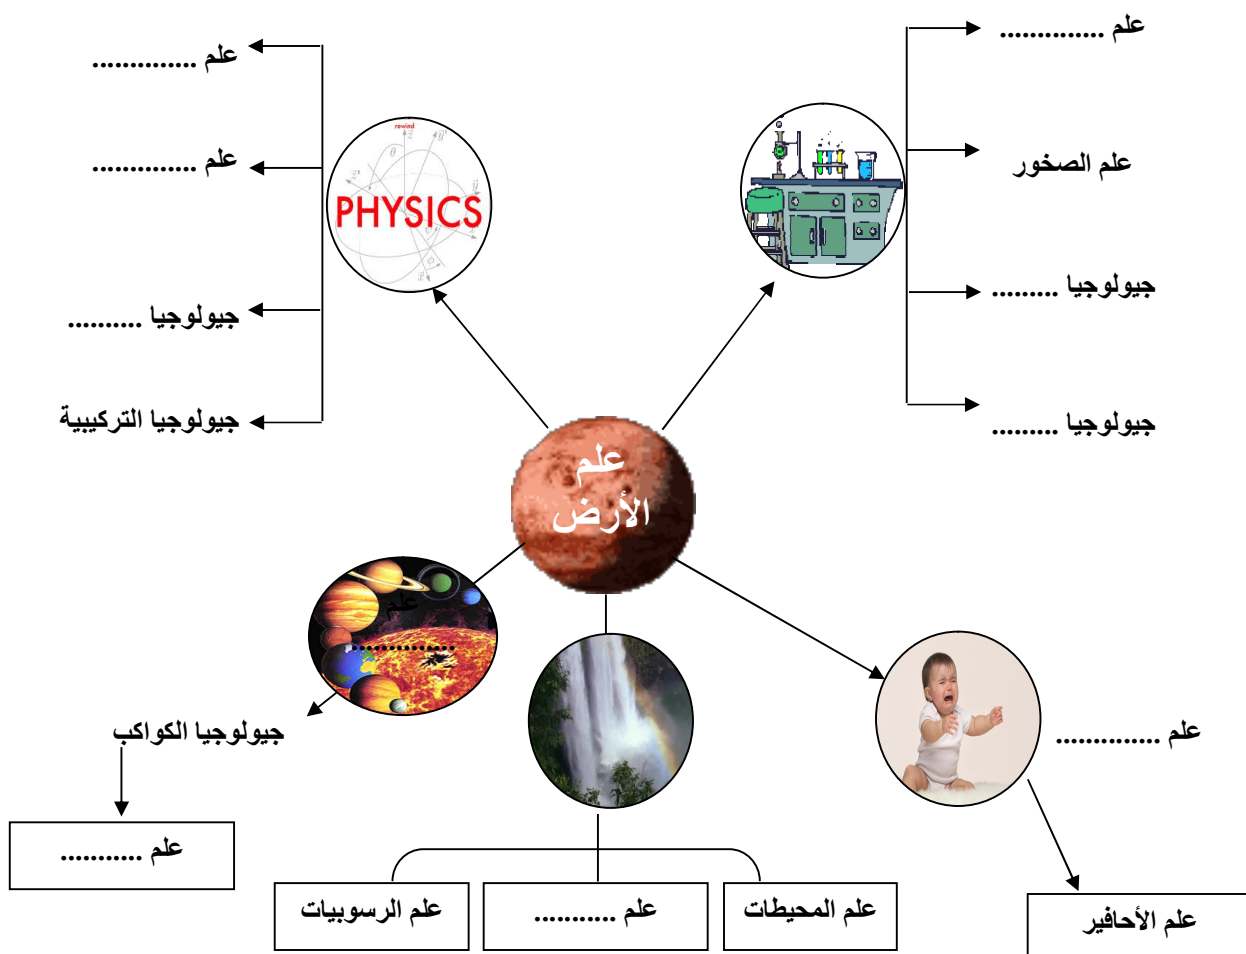 علم ..............
علم ..............
rewind
علم ..............
علم الصخور
PHYSICS
جيولوجيا .........
جيولوجيا ..........
جيولوجيا .........
جيولوجيا التركيبية
علم
الأرض
علم
..............
جيولوجيا الكواكب
علم ..............
علم ...........
علم المحيطات
علم ...........
علم الرسوبيات
علم الأحافير